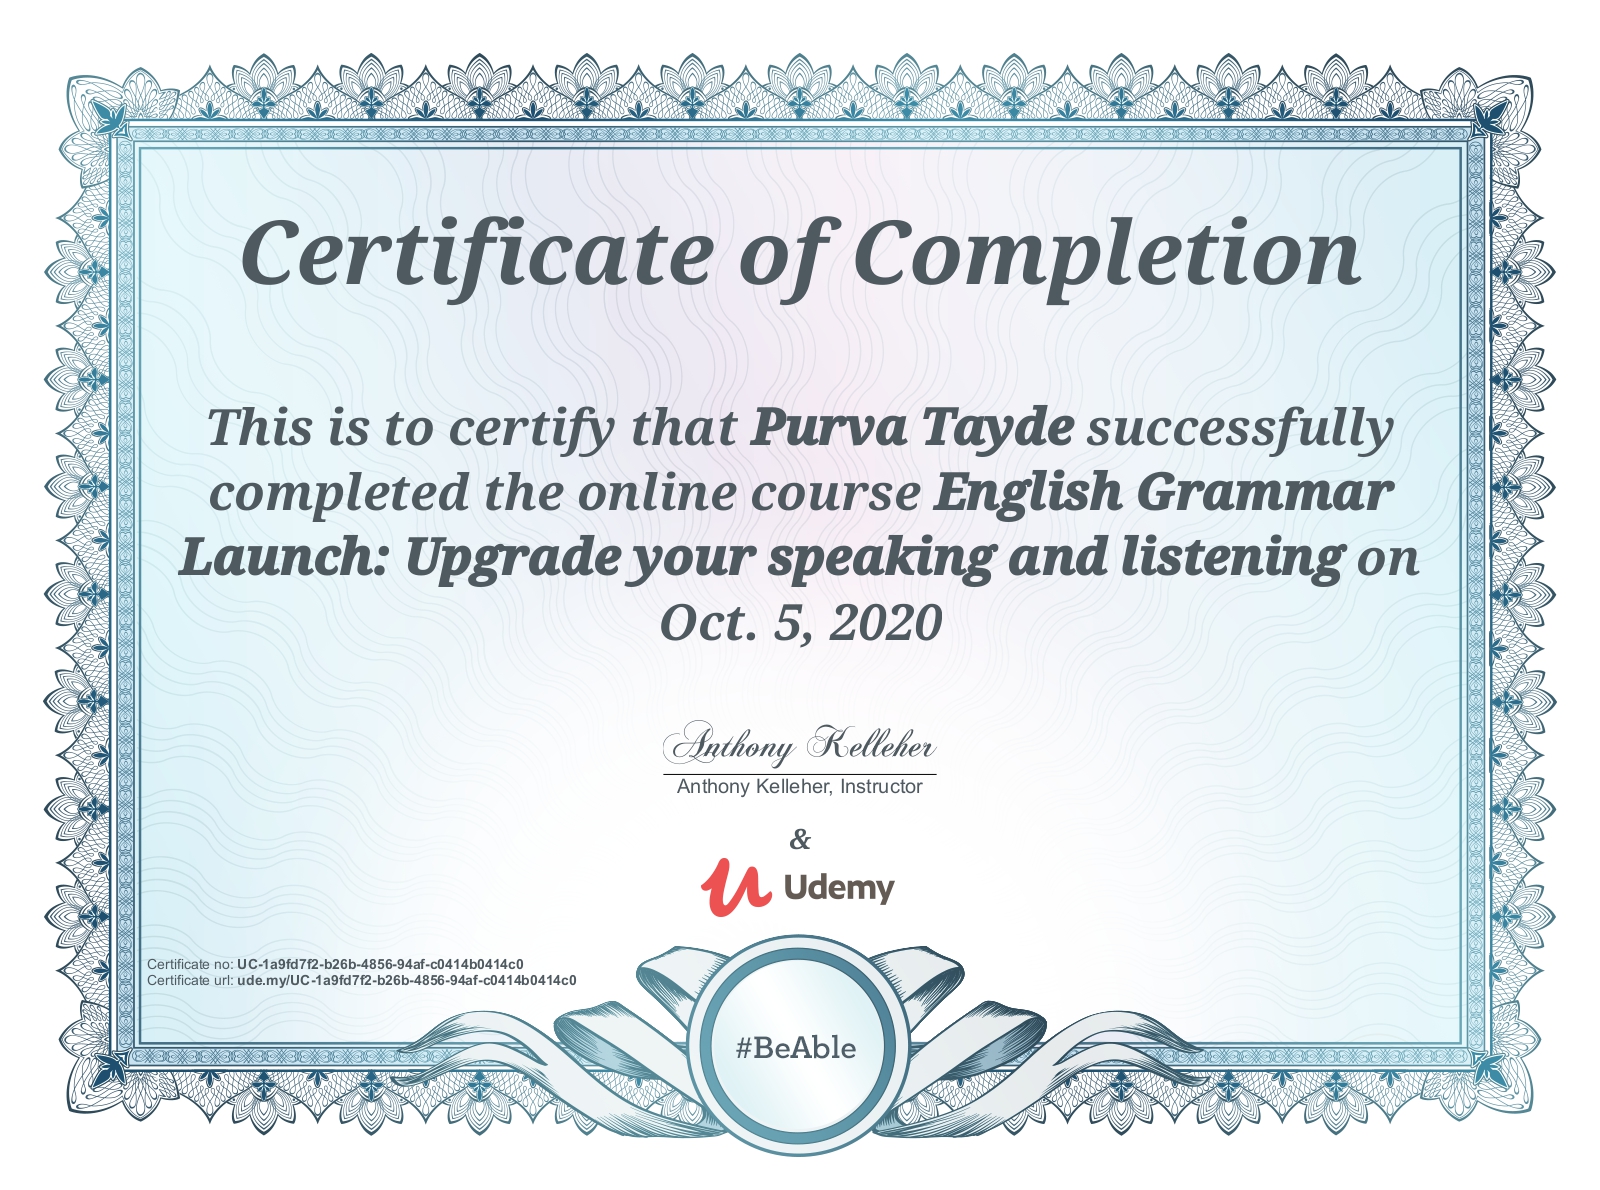 Certificate of Completion
This is to certify that Purva Tayde successfully
completed the online course English Grammar
Launch: Upgrade your speaking and listening on
Oct. 5, 2020
Anthony Kelleher
Anthony Kelleher, Instructor
&
Udemy
Certificate no: UC-1a9fd7f2-b26b-4856-94af-c0414b0414c0
Certificate url: ude.my/UC-1a9fd7f2-b26b-4856-94af-c0414b0414c0
#BeAble